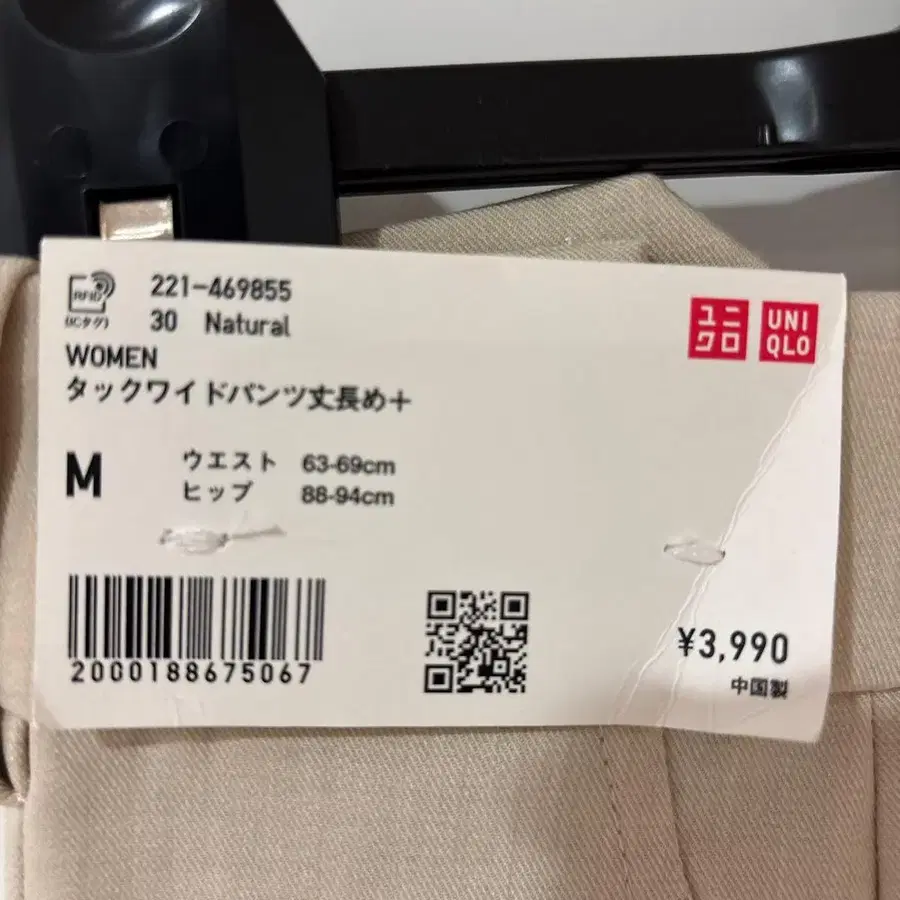 RFID
(ICタグ)
221-469855
30 Natural
WOMEN
タックワイドパンツ丈長め+
ユニ
クロ
UNI
QLO
M
ウエスト 63-69cm
ヒップ 88-94cm
2000188675067
¥3,990
中国製